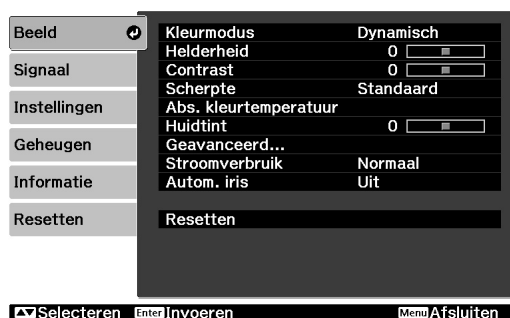 Beeld
Signaal
Instellingen
Geheugen
Informatie
Resetten
Kleurmodus Dynamisch
Helderheid 0
Contrast 0
Scherpte Standaard
Abs. kleurtemperatuur
Huidtint 0
Geavanceerd...
Stroomverbruik Normaal
Autom. iris Uit
Resetten
Selecteren Enter Invoeren Menu Afsluiten